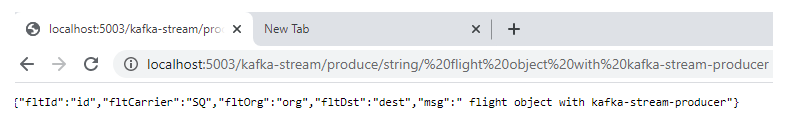 localhost:5003/kafka-stream/pro
New Tab
localhost:5003/kafka-stream/produce/string/%20flight%20object%20with%20kafka-stream-producer
{"fltId":"id","fltCarrier":"SQ","fltOrg":"org","fltDst":"dest","msg":" flight object with kafka-stream-producer"}